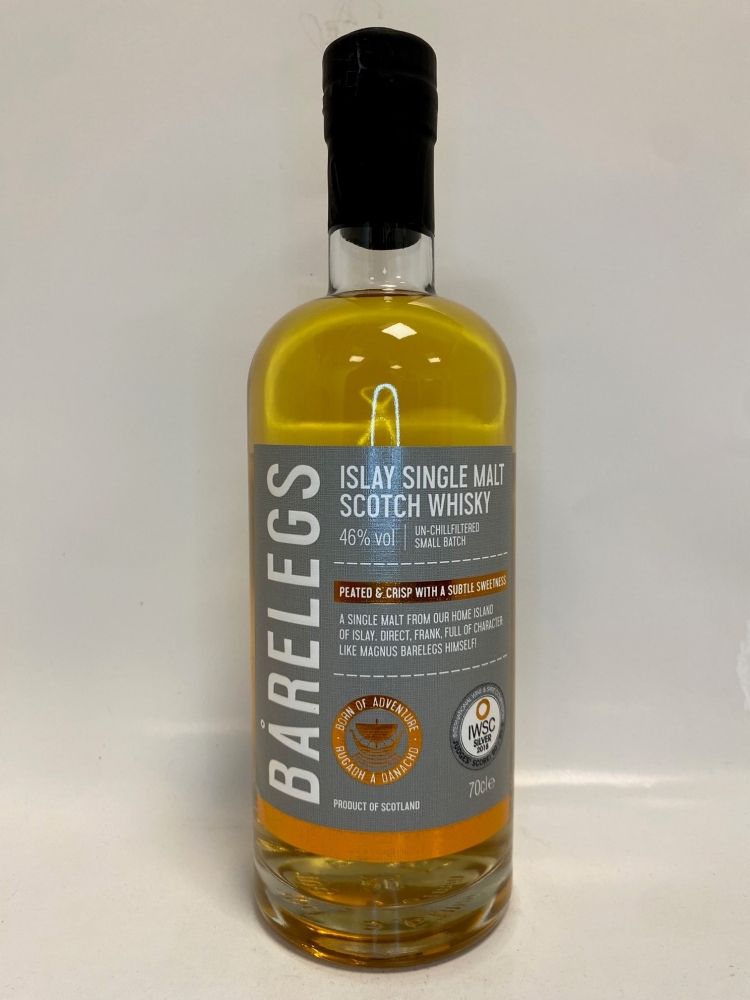 BÅRELEGS
ISLAY SINGLE MALT
SCOTCH WHISKY
46% vol
UN-CHILLFILTERED
SMALL BATCH
PEATED & CRISP WITH A SUBTLE SWEETNESS
A SINGLE MALT FROM OUR HOME ISLAND
OF ISLAY. DIRECT, FRANK, FULL OF CHARACTER:
LIKE MAGNUS BARELEGS HIMSELF!
BORN OF ADVENTURE
RUGADH À DÀNACHD
IWSC
SILVER
2018
70cl e
PRODUCT OF SCOTLAND